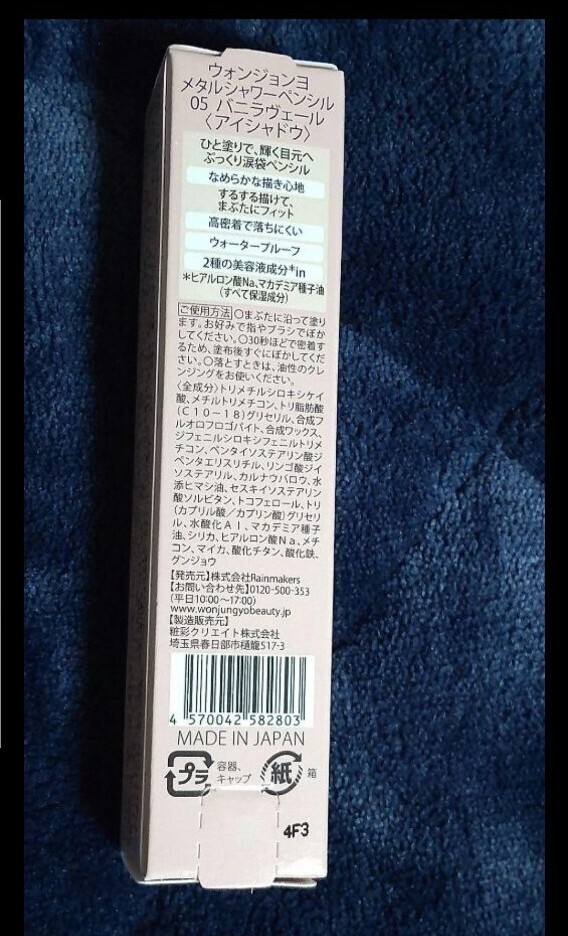 ウォンジョンヨ
メタルシャワーペンシル
05 バニラヴェール
〈アイシャドウ〉
ひと塗りで、輝く目元へ
ぷっくり涙袋ペンシル
なめらかな描き心地
するする描けて、
まぶたにフィット
高密着で落ちにくい
ウォータープルーフ
2種の美容液成分*in
*ヒアルロン酸Na、マカデミア種子油
(すべて保湿成分)
ご使用方法 〇まぶたに沿って塗り
ます。お好みで指やブラシでぼか
してください。〇30秒ほどで密着す
るため、塗布後すぐにぼかしてくだ
さい。〇落とすときは、油性のクレ
ンジングをお使いください。
〈全成分〉トリメチルシロキシケイ
酸、メチルトリメチコン、トリ脂肪酸
(C10-18)グリセリル、合成フ
ルオロフロゴパイト、合成ワックス、
ジフェニルシロキシフェニルトリメ
チコン、ペンタイソステアリン酸ジ
ペンタエリスリチル、リンゴ酸ジイ
ソステアリル、カルナウバロウ、水
添ヒマシ油、セスキイソステアリン
酸ソルビタン、トコフェロール、トリ
(カプリル酸/カプリン酸)グリセリ
ル、水酸化Al、マカデミア種子
油、シリカ、ヒアルロン酸Na、メチ
コン、マイカ、酸化チタン、酸化鉄、
グンジョウ
【発売元】株式会社Rainmakers
【お問い合わせ先】0120-500-353
(平日10:00～17:00)
www.wonjungyobeauty.jp
【製造販売元】
粧彩クリエイト株式会社
埼玉県春日部市樋籠517-3
4 570042 582803
MADE IN JAPAN
プラ 容器、
キャップ 紙 箱
4F3